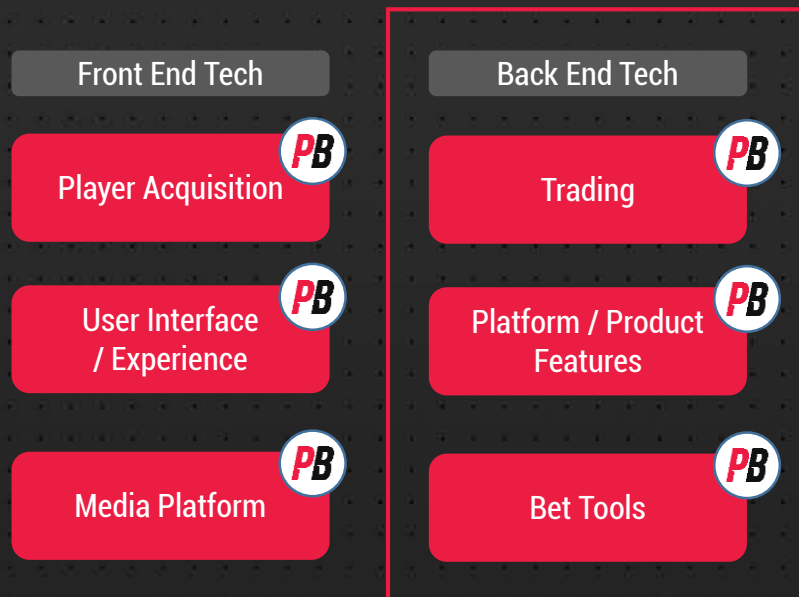 Front End Tech
Back End Tech
Player Acquisition
PB
Trading
PB
User Interface
/ Experience
PB
Platform / Product
Features
PB
Media Platform
PB
Bet Tools
PB